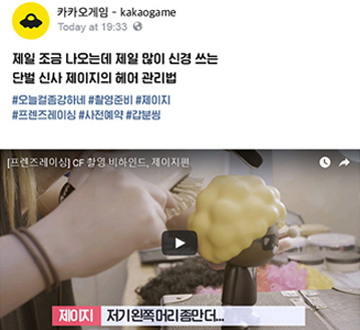 카카오게임 - kakaogame
Today at 19:33
제일 조금 나오는데 제일 많이 신경 쓰는
단벌 신사 제이지의 헤어 관리법
#오늘컬좀강하네 #촬영준비 #제이지
#프렌즈레이싱 #사전예약 #갑분씽
[프렌즈레이싱] CF 촬영 비하인드, 제이지편
제이지 저기 왼쪽 머리 좀만 더...